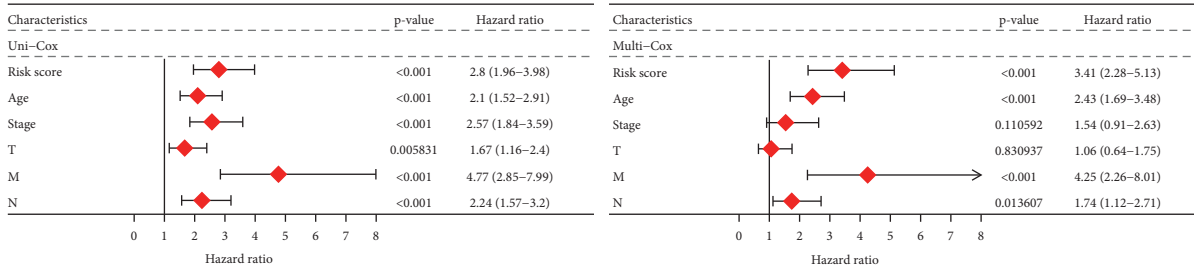 Characteristics p-value Hazard ratio
Uni−Cox
Risk score <0.001 2.8 (1.96−3.98)
Age <0.001 2.1 (1.52−2.91)
Stage <0.001 2.57 (1.84−3.59)
T 0.005831 1.67 (1.16−2.4)
M <0.001 4.77 (2.85−7.99)
N <0.001 2.24 (1.57−3.2)
0 1 2 3 4 5 6 7 8
Hazard ratio
Characteristics p-value Hazard ratio
Multi−Cox
Risk score <0.001 3.41 (2.28−5.13)
Age <0.001 2.43 (1.69−3.48)
Stage 0.110592 1.54 (0.91−2.63)
T 0.830937 1.06 (0.64−1.75)
M <0.001 4.25 (2.26−8.01)
N 0.013607 1.74 (1.12−2.71)
0 1 2 3 4 5 6 7 8
Hazard ratio